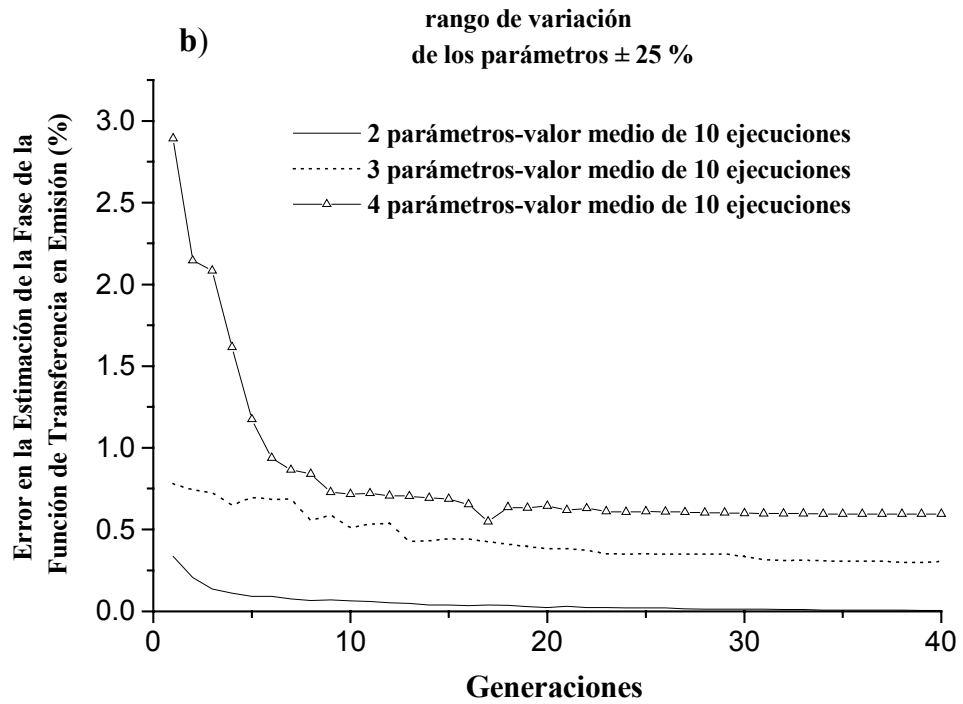 rango de variación
b)
de los parámetros ± 25 %
3.0
2 parámetros-valor medio de 10 ejecuciones
3 parámetros-valor medio de 10 ejecuciones
4 parámetros-valor medio de 10 ejecuciones
2.5
2.0
1.5
1.0
0.5
0.0
Error en la Estimación de la Fase de la
Función de Transferencia en Emisión (%)
0 10 20 30 40
Generaciones